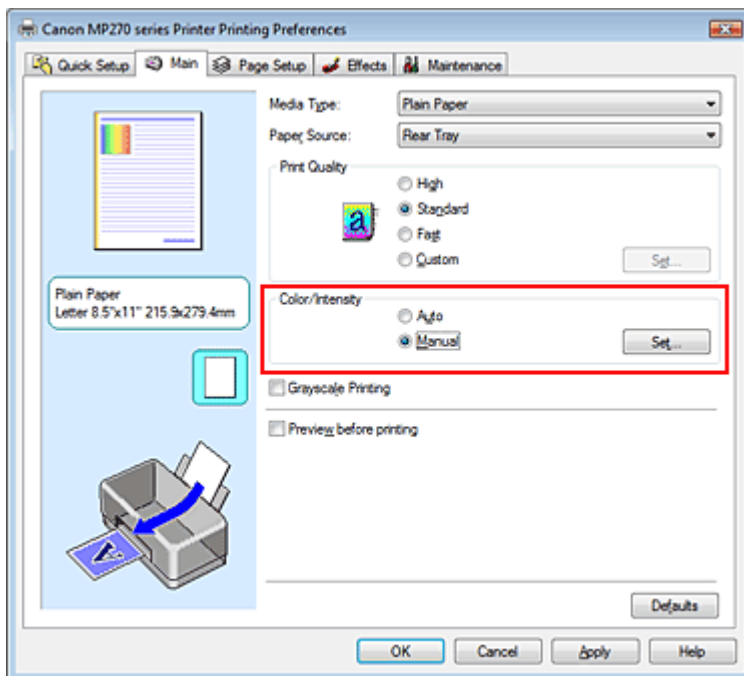 Canon MP270 series Printer Printing Preferences
Quick Setup Main Page Setup Effects Maintenance
Media Type: Plain Paper
Paper Source: Rear Tray
Print Quality
High
a Standard
Fast
Custom Set...
Plain Paper
Letter 8.5"x11" 215.9x279.4mm
Color/Intensity
Auto
Manual Set...
Grayscale Printing
Preview before printing
A
Defaults
OK Cancel Apply Help